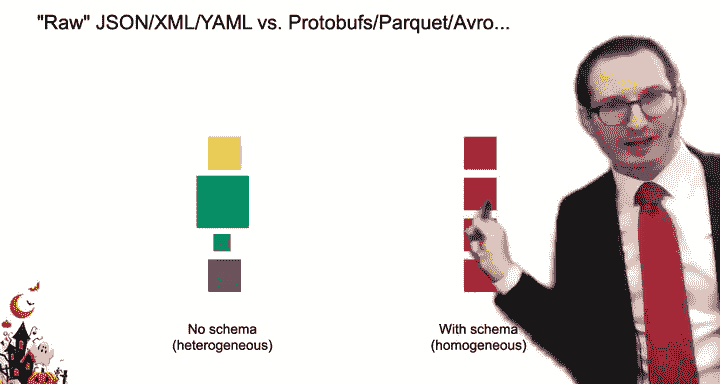 "Raw" JSON/XML/YAML vs. Protobufs/Parquet/Avro...
No schema
(heterogeneous)
With schema
(homogeneous)